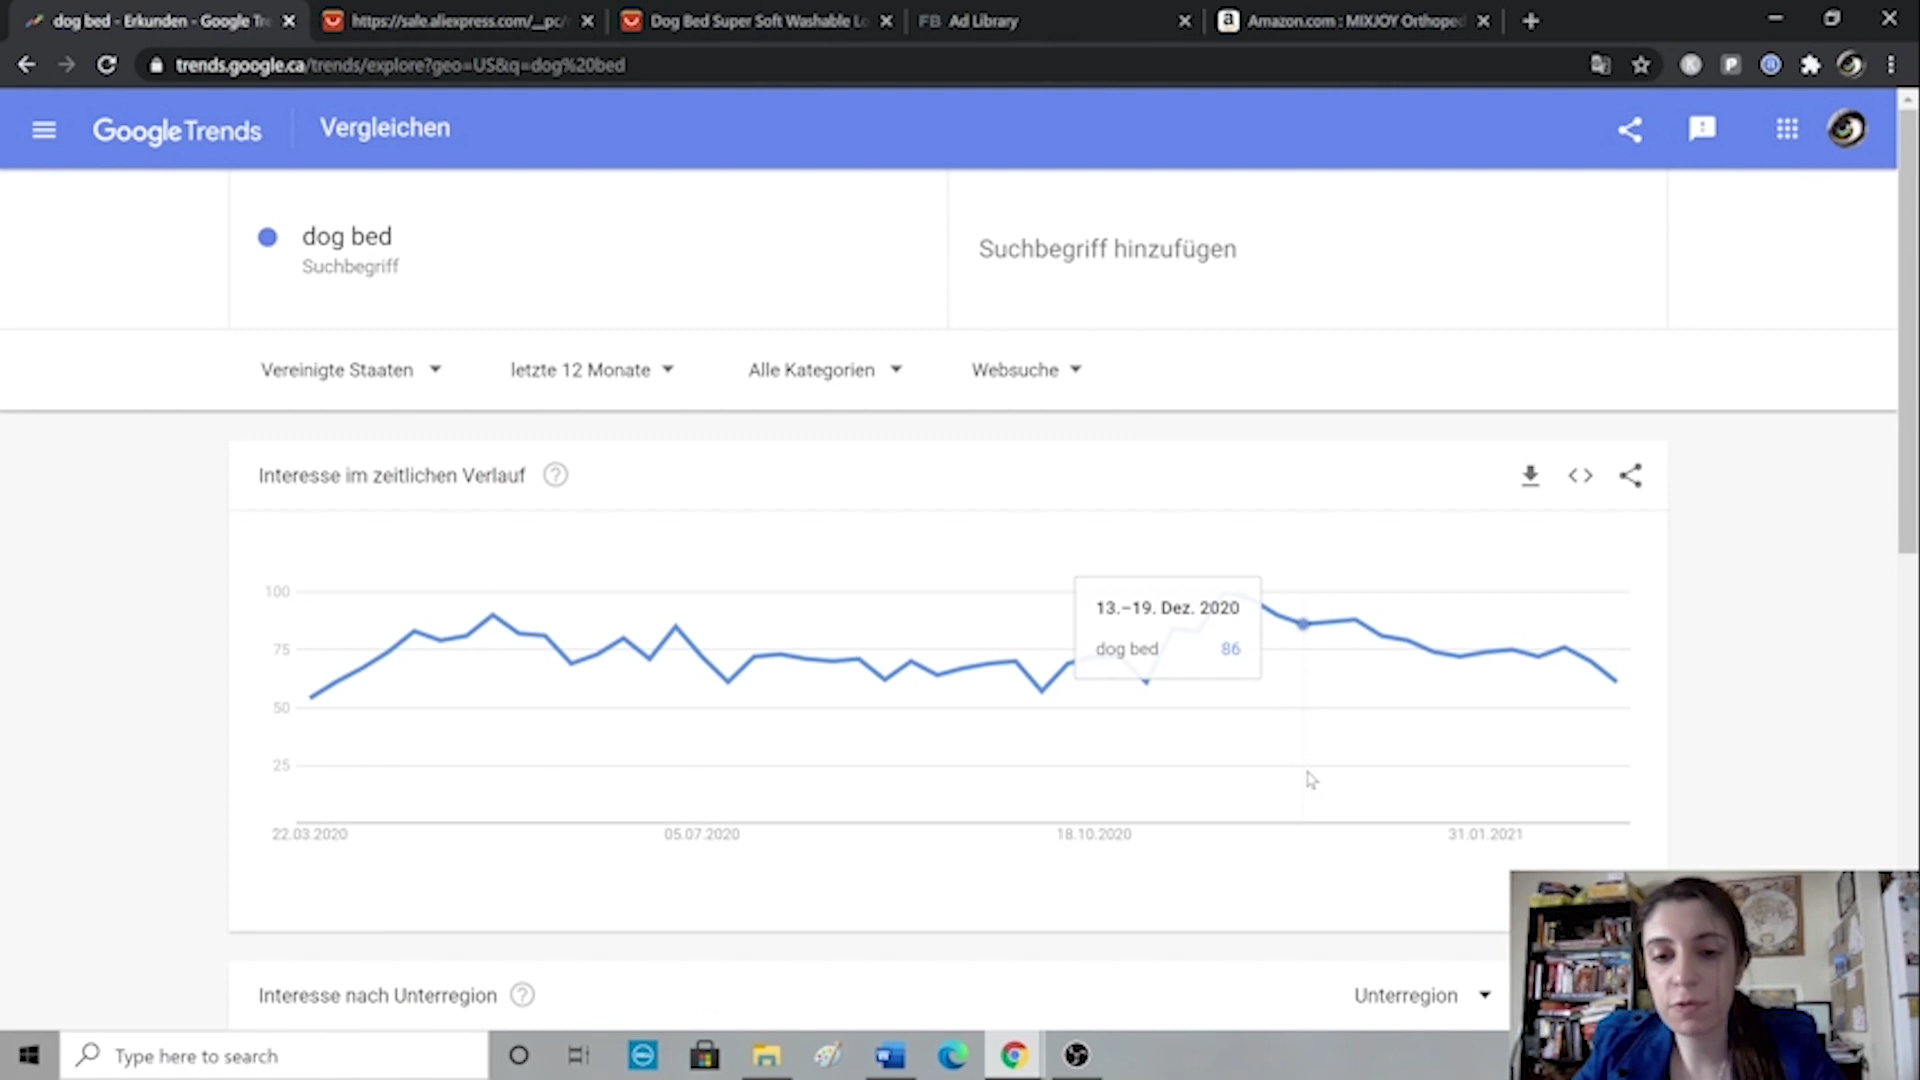 dog bed - Erkunden - Google Tre
https://sale.aliexpress.com/__pc/
Dog Bed Super Soft Washable Lo
FB Ad Library
Amazon.com : MIXJOY Orthoped
trends.google.ca/trends/explore?geo=US&q=dog%20bed
Google Trends
Vergleichen
dog bed
Suchbegriff
Suchbegriff hinzufügen
Vereinigte Staaten
letzte 12 Monate
Alle Kategorien
Websuche
Interesse im zeitlichen Verlauf
100
75
50
25
13.–19. Dez. 2020
dog bed 86
22.03.2020
05.07.2020
18.10.2020
31.01.2021
Interesse nach Unterregion
Unterregion
Type here to search